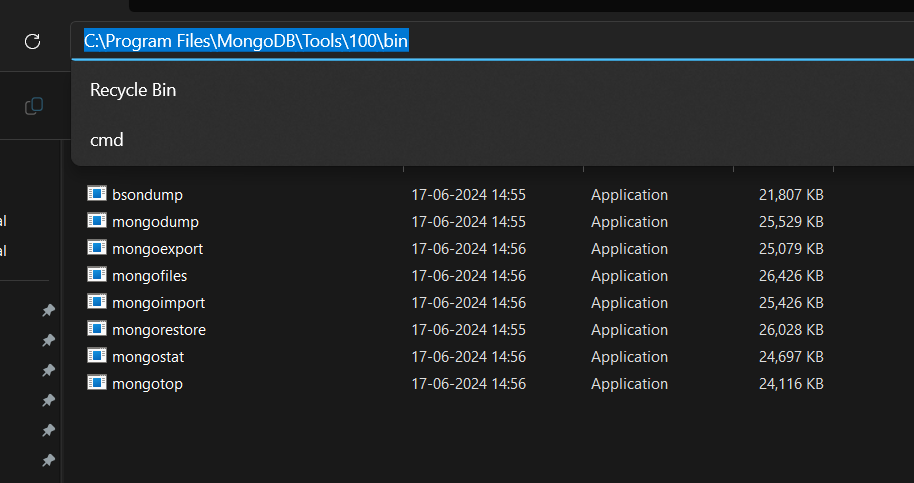 C:\Program Files\MongoDB\Tools\100\bin
Recycle Bin
cmd
bsondump 17-06-2024 14:55 Application 21,807 KB
mongodump 17-06-2024 14:55 Application 25,529 KB
al mongoexport 17-06-2024 14:56 Application 25,079 KB
al mongofiles 17-06-2024 14:56 Application 26,426 KB
mongoimport 17-06-2024 14:56 Application 25,426 KB
mongorestore 17-06-2024 14:55 Application 26,028 KB
mongostat 17-06-2024 14:56 Application 24,697 KB
mongotop 17-06-2024 14:56 Application 24,116 KB